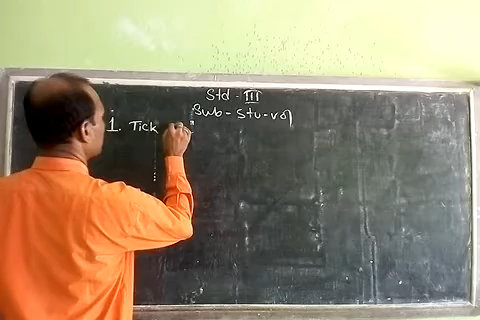 Std - III
Sub - Stu-vol
1. Tick